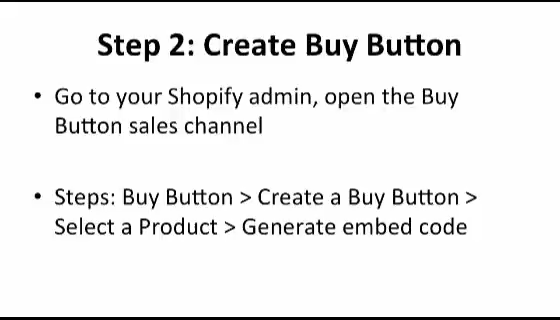 Step 2: Create Buy Button
• Go to your Shopify admin, open the Buy
Button sales channel
• Steps: Buy Button > Create a Buy Button >
Select a Product > Generate embed code